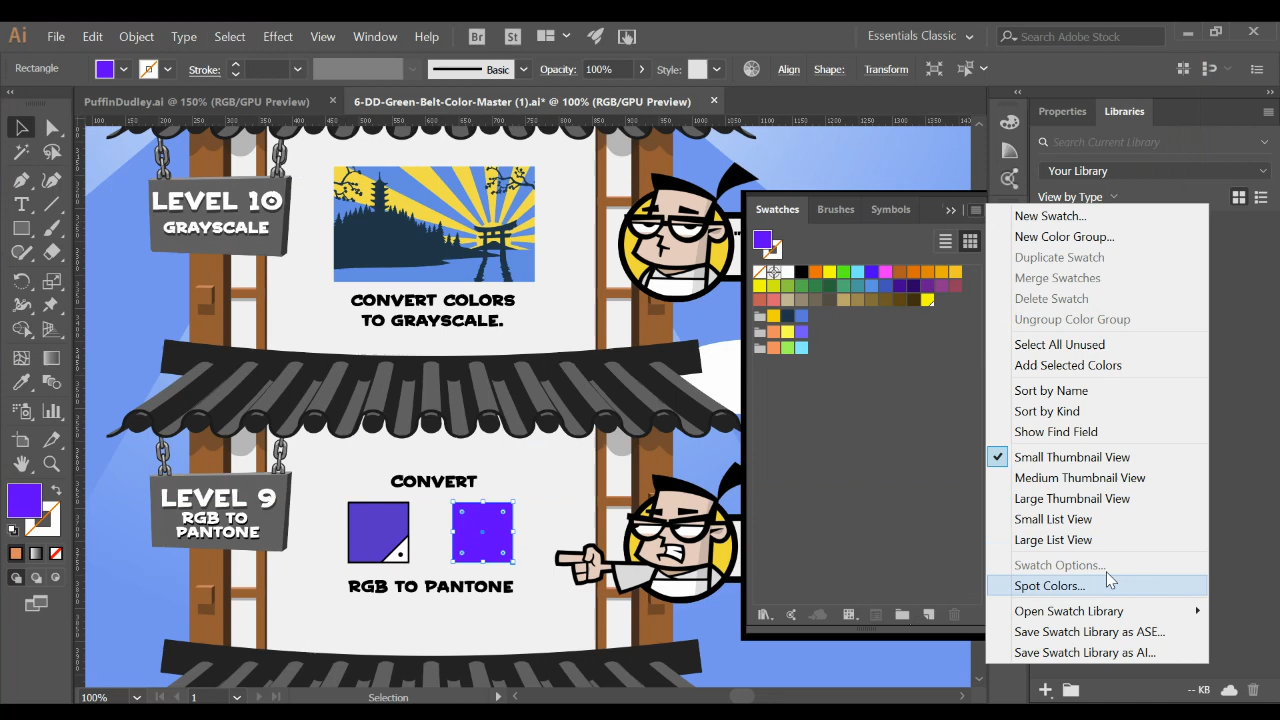 Ai File Edit Object Type Select Effect View Window Help Br St Essentials Classic Search Adobe Stock
Rectangle Stroke: Basic Opacity: 100% Style: Align Shape: Transform
PuffinDudley.ai @ 150% (RGB/GPU Preview) 6-DD-Green-Belt-Color-Master (1).ai* @ 100% (RGB/GPU Preview)
Properties Libraries
Search Current Library
Your Library
View by Type
LEVEL 10
GRAYSCALE
CONVERT COLORS
TO GRAYSCALE.
LEVEL 9
RGB TO
PANTONE
CONVERT
RGB TO PANTONE
Swatches Brushes Symbols
New Swatch...
New Color Group...
Duplicate Swatch
Merge Swatches
Delete Swatch
Ungroup Color Group
Select All Unused
Add Selected Colors
Sort by Name
Sort by Kind
Show Find Field
Small Thumbnail View
Medium Thumbnail View
Large Thumbnail View
Small List View
Large List View
Swatch Options...
Spot Colors...
Open Swatch Library
Save Swatch Library as ASE...
Save Swatch Library as AI...
100% 1 Selection
-- KB